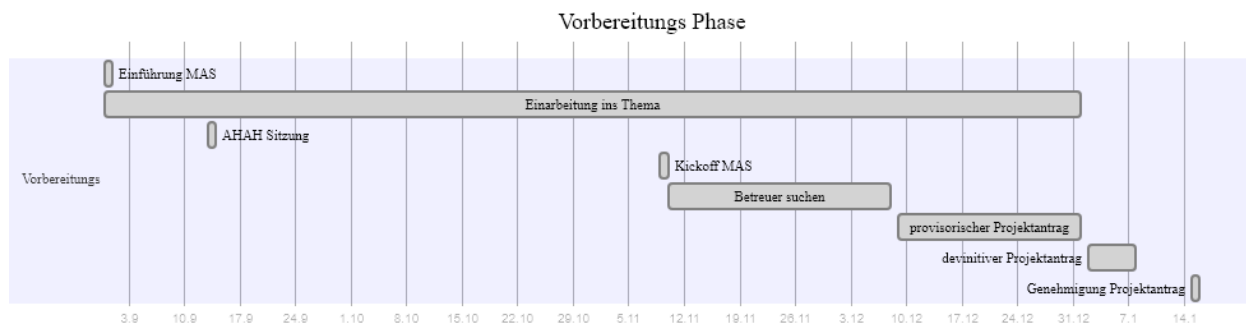 Vorbereitungs Phase
Einführung MAS
Einarbeitung ins Thema
AHAH Sitzung
Kickoff MAS
Vorbereitungs
Betreuer suchen
provisorischer Projektantrag
devinitiver Projektantrag
Genehmigung Projektantrag
3.9 10.9 17.9 24.9 1.10 8.10 15.10 22.10 29.10 5.11 12.11 19.11 26.11 3.12 10.12 17.12 24.12 31.12 7.1 14.1